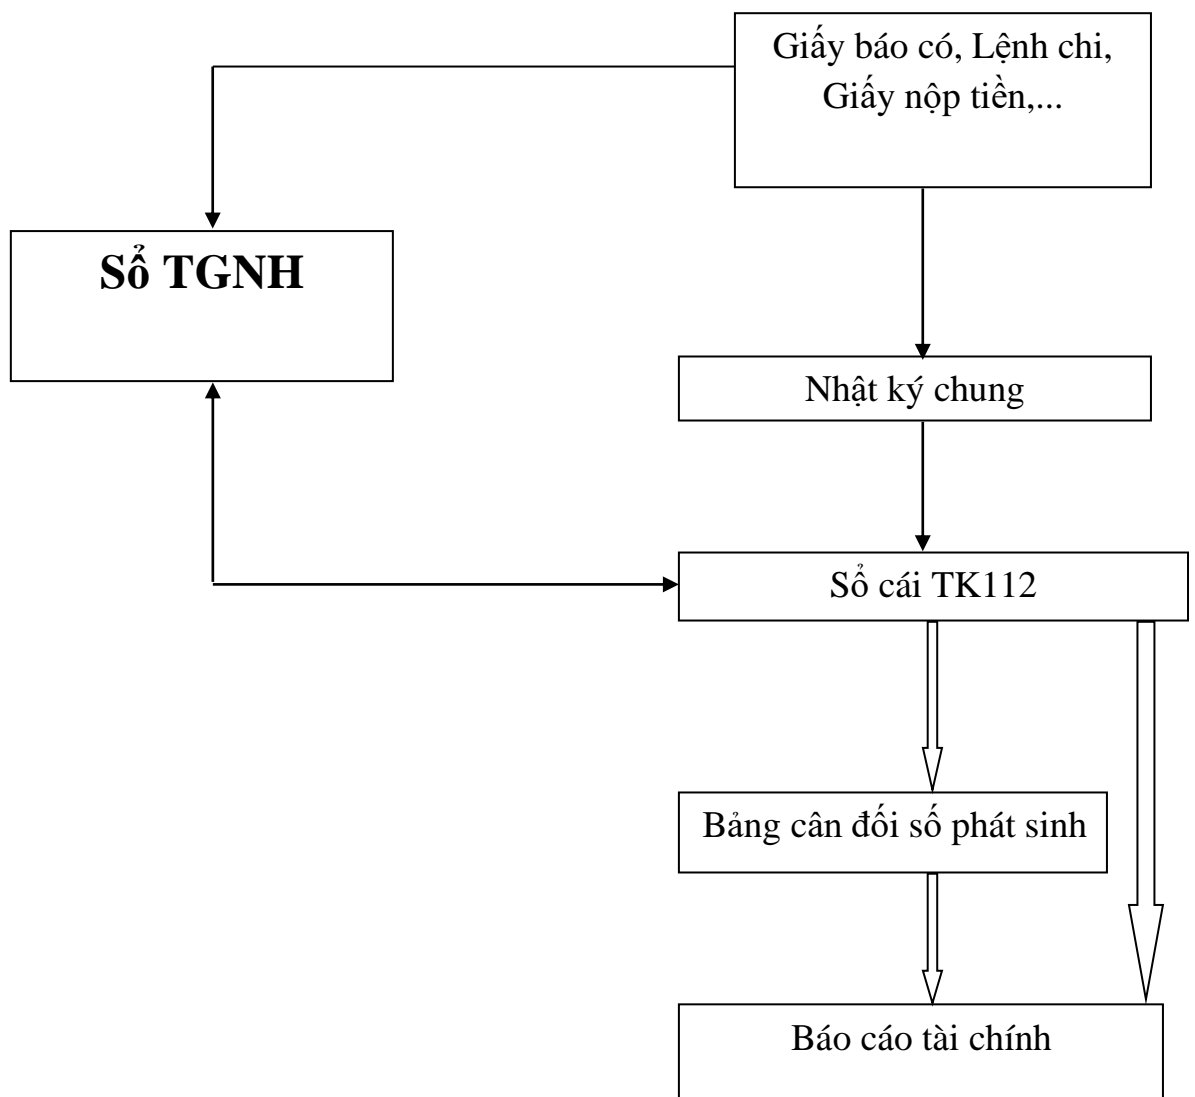 Giấy báo có, Lệnh chi,
Giấy nộp tiền,...
Sổ TGNH
Nhật ký chung
Sổ cái TK112
Bảng cân đối số phát sinh
Báo cáo tài chính